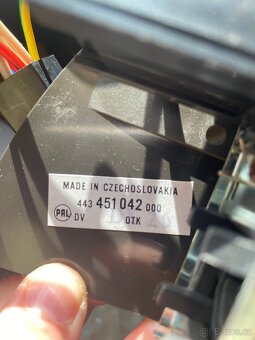 MADE IN CZECHOSLOVAKIA
443 451 042 000
PAL DV OTK